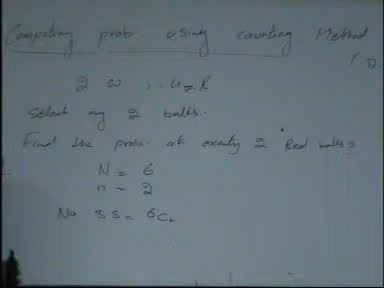 Computing prob using counting Method
2 W , 4 R
Select any 2 balls.
Find the prob. of exactly 2 Red balls?
N = 6
n = 2
No S.S = 6C2